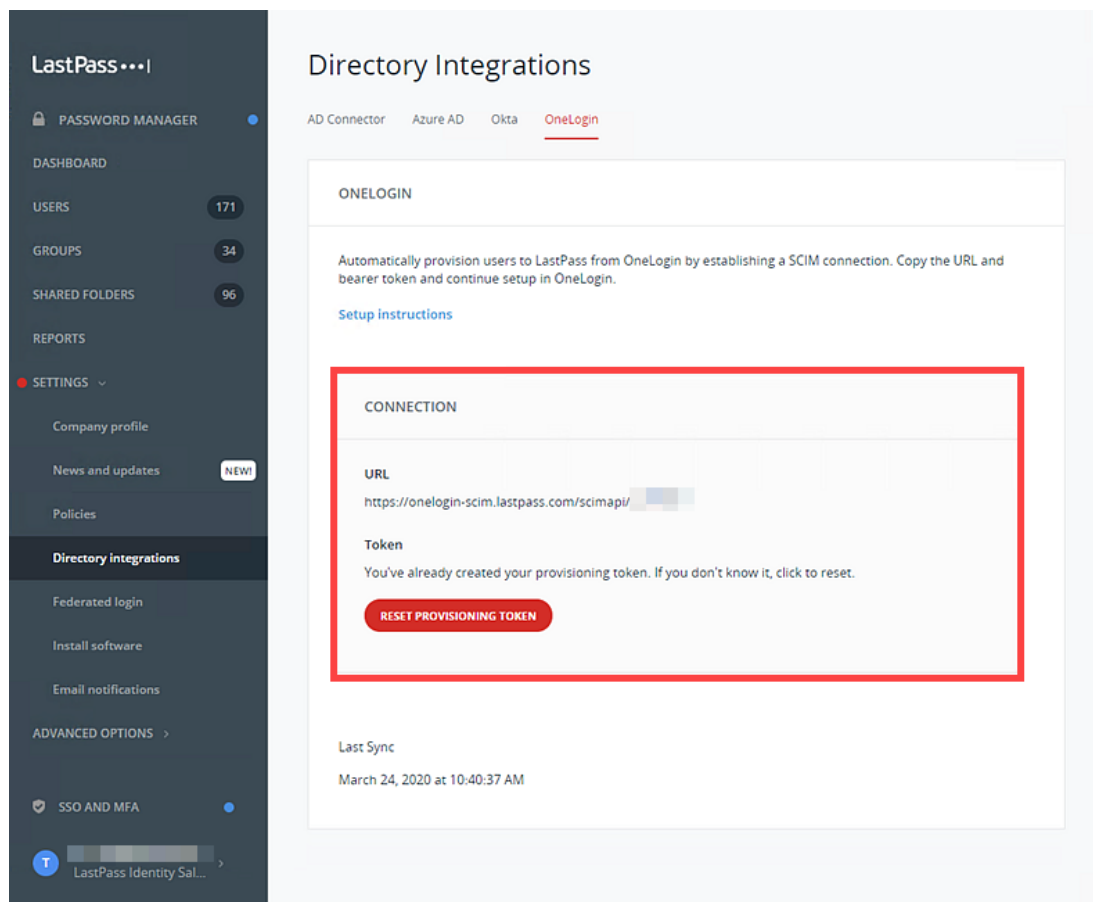 LastPass
PASSWORD MANAGER
DASHBOARD
USERS 171
GROUPS 34
SHARED FOLDERS 96
REPORTS
SETTINGS
Company profile
News and updates NEW!
Policies
Directory integrations
Federated login
Install software
Email notifications
ADVANCED OPTIONS
SSO AND MFA
T
LastPass Identity Sal...
Directory Integrations
AD Connector Azure AD Okta OneLogin
ONELOGIN
Automatically provision users to LastPass from OneLogin by establishing a SCIM connection. Copy the URL and
bearer token and continue setup in OneLogin.
Setup instructions
CONNECTION
URL
https://onelogin-scim.lastpass.com/scimapi/
Token
You've already created your provisioning token. If you don't know it, click to reset.
RESET PROVISIONING TOKEN
Last Sync
March 24, 2020 at 10:40:37 AM